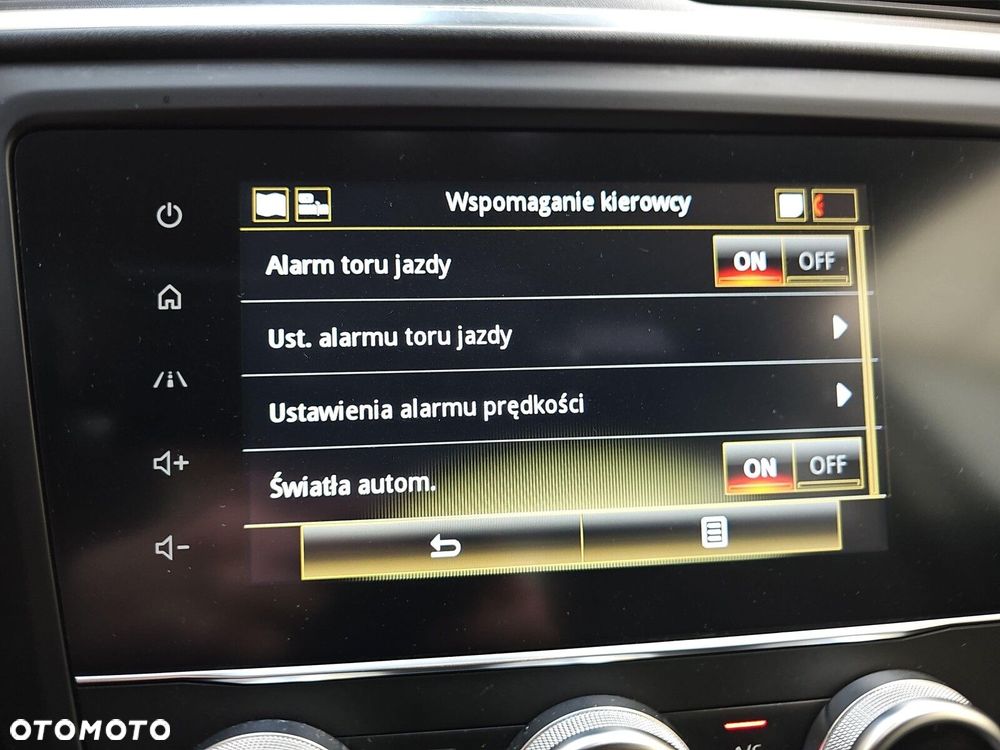 Wspomaganie kierowcy
Alarm toru jazdy ON OFF
Ust. alarmu toru jazdy
Ustawienia alarmu prędkości
Światła autom. ON OFF
OTOMOTO
A/C